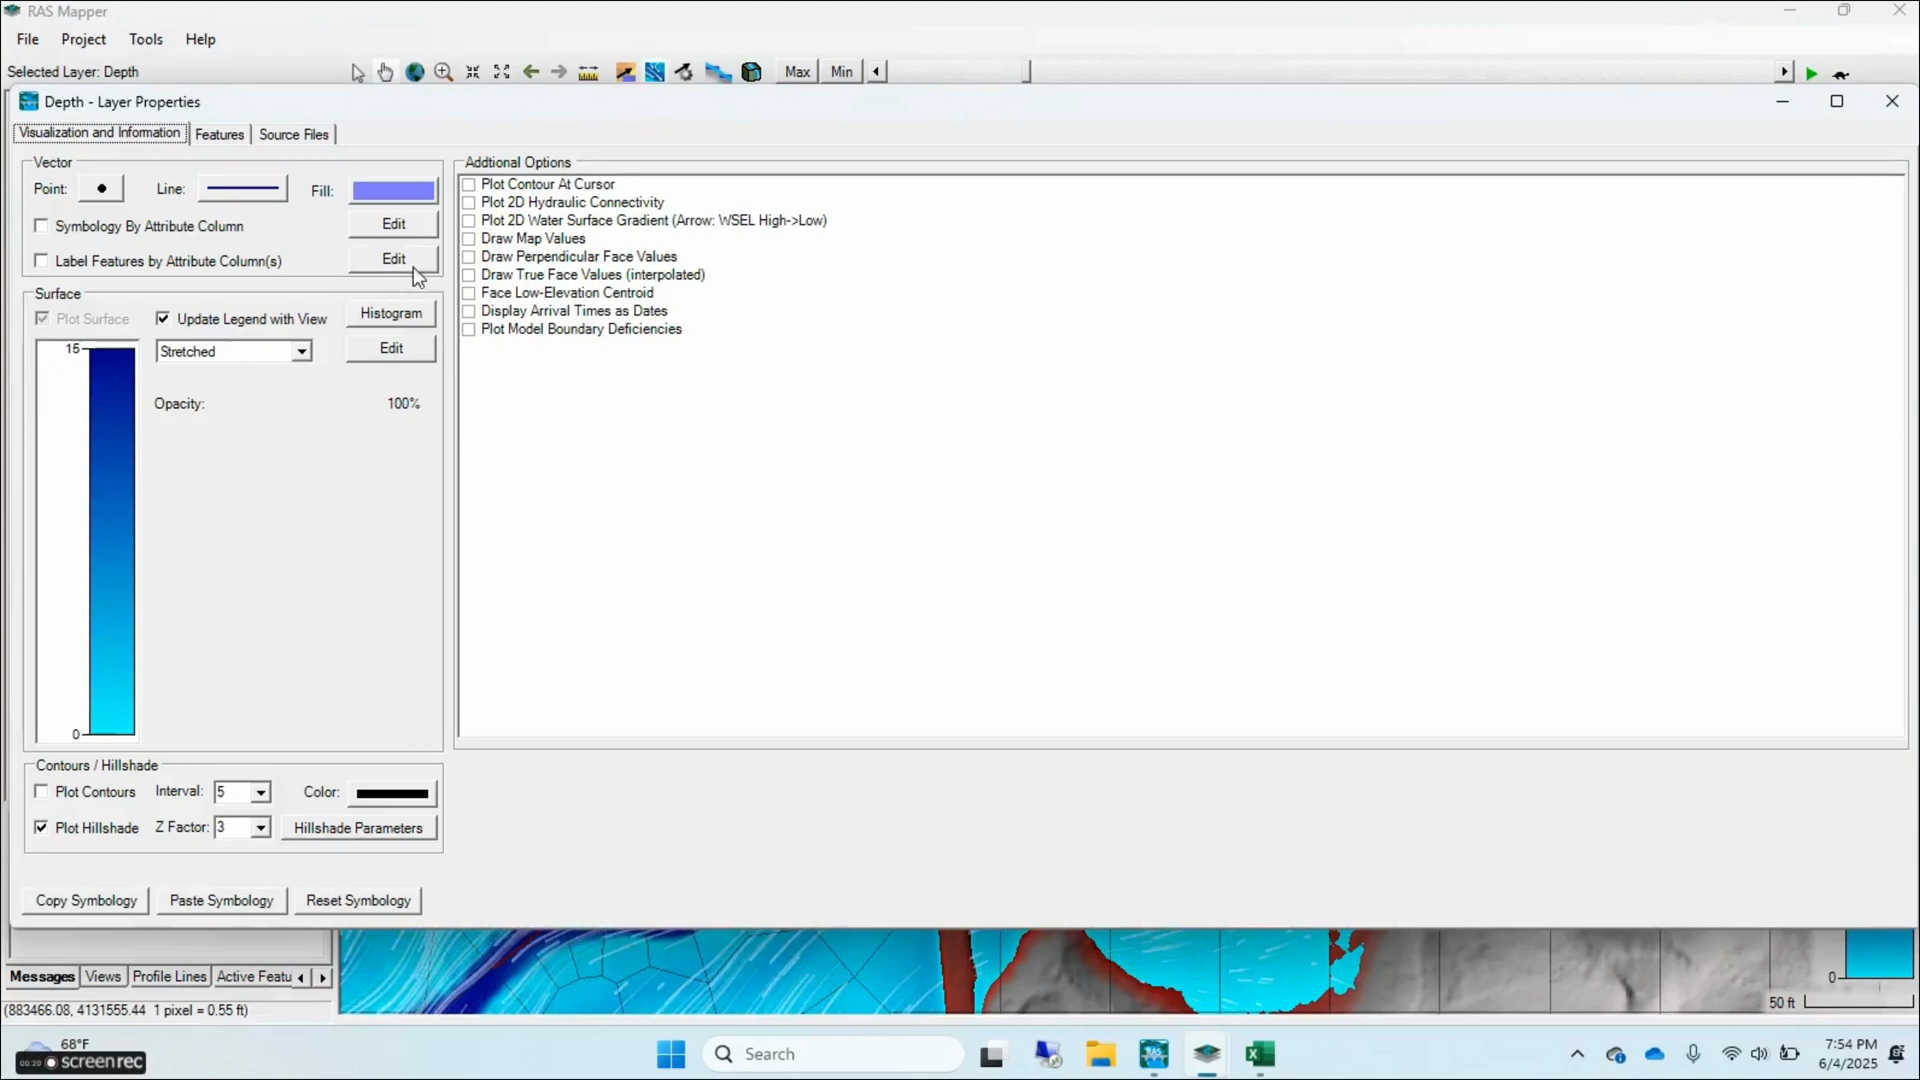 RAS Mapper
File Project Tools Help
Selected Layer: Depth
Max Min
Depth - Layer Properties
Visualization and Information Features Source Files
Vector
Point: Line: Fill:
Symbology By Attribute Column Edit
Label Features by Attribute Column(s) Edit
Surface
Plot Surface Update Legend with View Histogram
Stretched Edit
15
Opacity: 100%
0
Addtional Options
Plot Contour At Cursor
Plot 2D Hydraulic Connectivity
Plot 2D Water Surface Gradient (Arrow: WSEL High->Low)
Draw Map Values
Draw Perpendicular Face Values
Draw True Face Values (interpolated)
Face Low-Elevation Centroid
Display Arrival Times as Dates
Plot Model Boundary Deficiencies
Contours / Hillshade
Plot Contours Interval: 5 Color:
Plot Hillshade Z Factor: 3 Hillshade Parameters
Copy Symbology Paste Symbology Reset Symbology
Messages Views Profile Lines Active Featu
0
50 ft
(883466.08, 4131555.44 1 pixel = 0.55 ft)
68°F
00:20 screenrec
Search
RAS
7:54 PM
6/4/2025